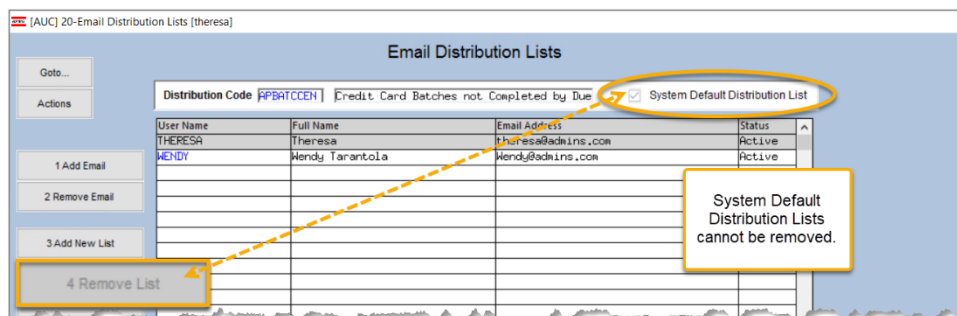 [AUC] 20-Email Distribution Lists [theresa]
Email Distribution Lists
Goto...
Actions
Distribution Code APBATCCEN Credit Card Batches not Completed by Due System Default Distribution List
User Name Full Name Email Address Status
THERESA Theresa theresa@admins.com Active
WENDY Wendy Tarantola Wendy@admins.com Active
1 Add Email
2 Remove Email
3 Add New List
4 Remove List
System Default
Distribution Lists
cannot be removed.